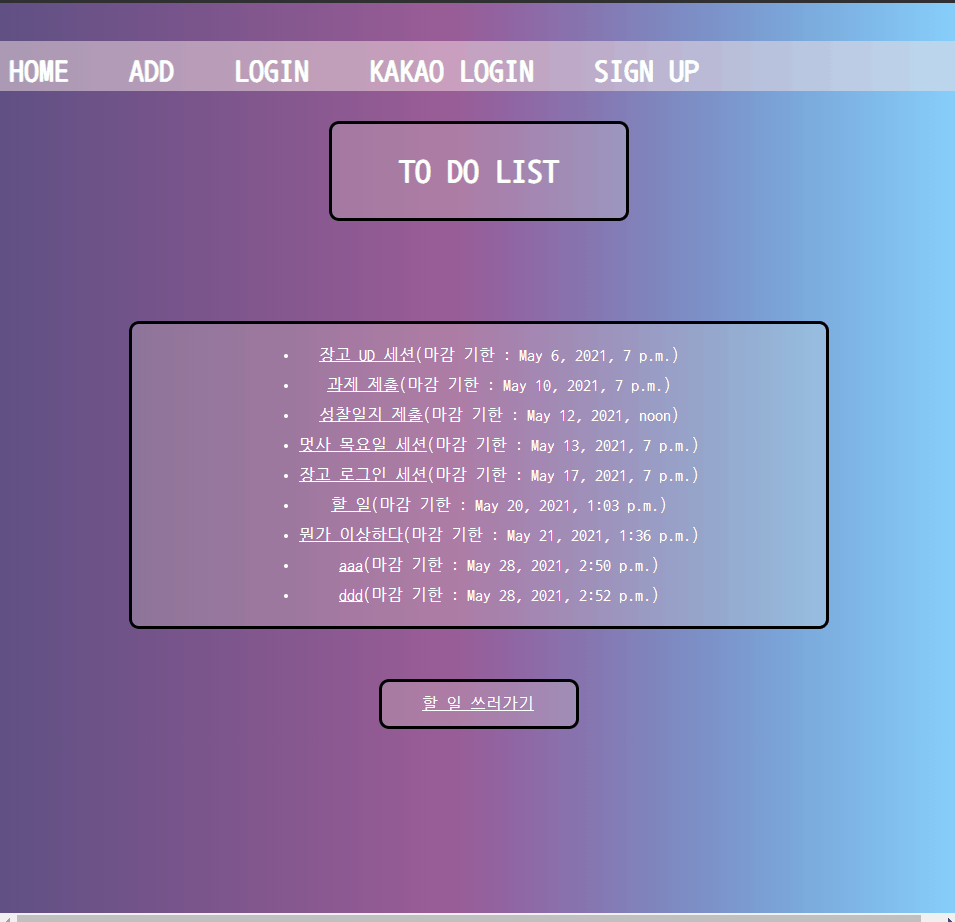 HOME ADD LOGIN KAKAO LOGIN SIGN UP
TO DO LIST
장고 UD 세션(마감 기한 : May 6, 2021, 7 p.m.)
과제 제출(마감 기한 : May 10, 2021, 7 p.m.)
성찰일지 제출(마감 기한 : May 12, 2021, noon)
멋사 목요일 세션(마감 기한 : May 13, 2021, 7 p.m.)
장고 로그인 세션(마감 기한 : May 17, 2021, 7 p.m.)
할 일(마감 기한 : May 20, 2021, 1:03 p.m.)
뭔가 이상하다(마감 기한 : May 21, 2021, 1:36 p.m.)
aaa(마감 기한 : May 28, 2021, 2:50 p.m.)
ddd(마감 기한 : May 28, 2021, 2:52 p.m.)
할 일 쓰러가기